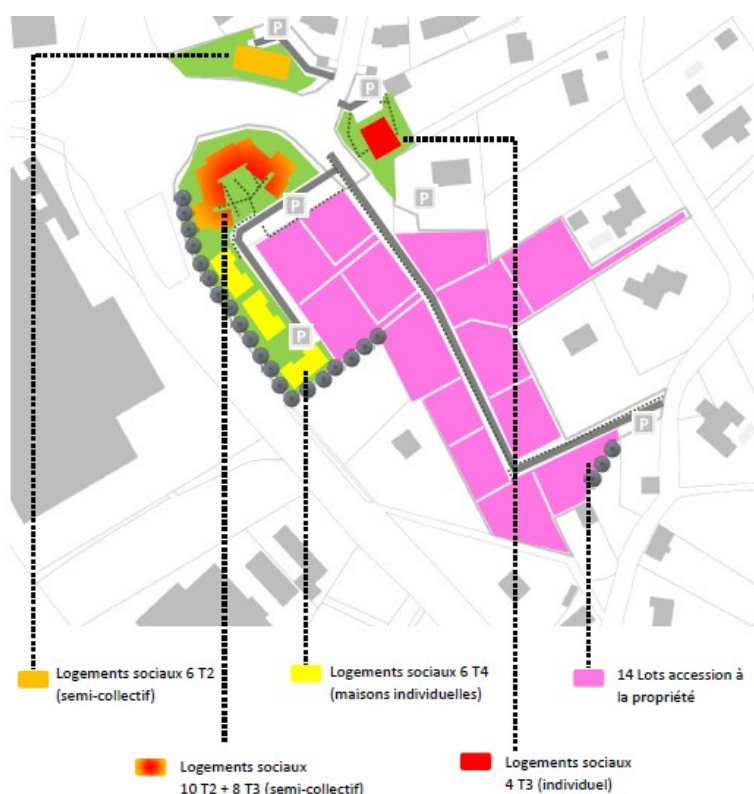 P
P
P
P
P
P
P
Logements sociaux 6 T2
(semi-collectif)
Logements sociaux 6 T4
(maisons individuelles)
14 Lots accession à
la propriété
Logements sociaux
10 T2 + 8 T3 (semi-collectif)
Logements sociaux
4 T3 (individuel)